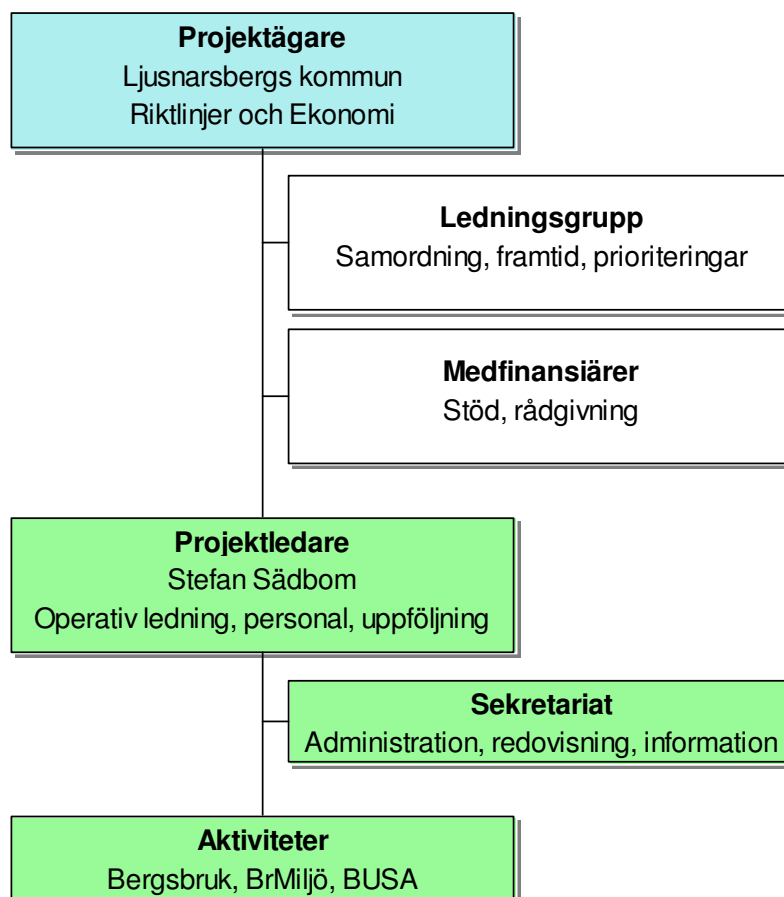 Projektägare
Ljusnarsbergs kommun
Riktlinjer och Ekonomi
Ledningsgrupp
Samordning, framtid, prioriteringar
Medfinansiärer
Stöd, rådgivning
Projektledare
Stefan Sädbom
Operativ ledning, personal, uppföljning
Sekretariat
Administration, redovisning, information
Aktiviteter
Bergsbruk, BrMiljö, BUSA